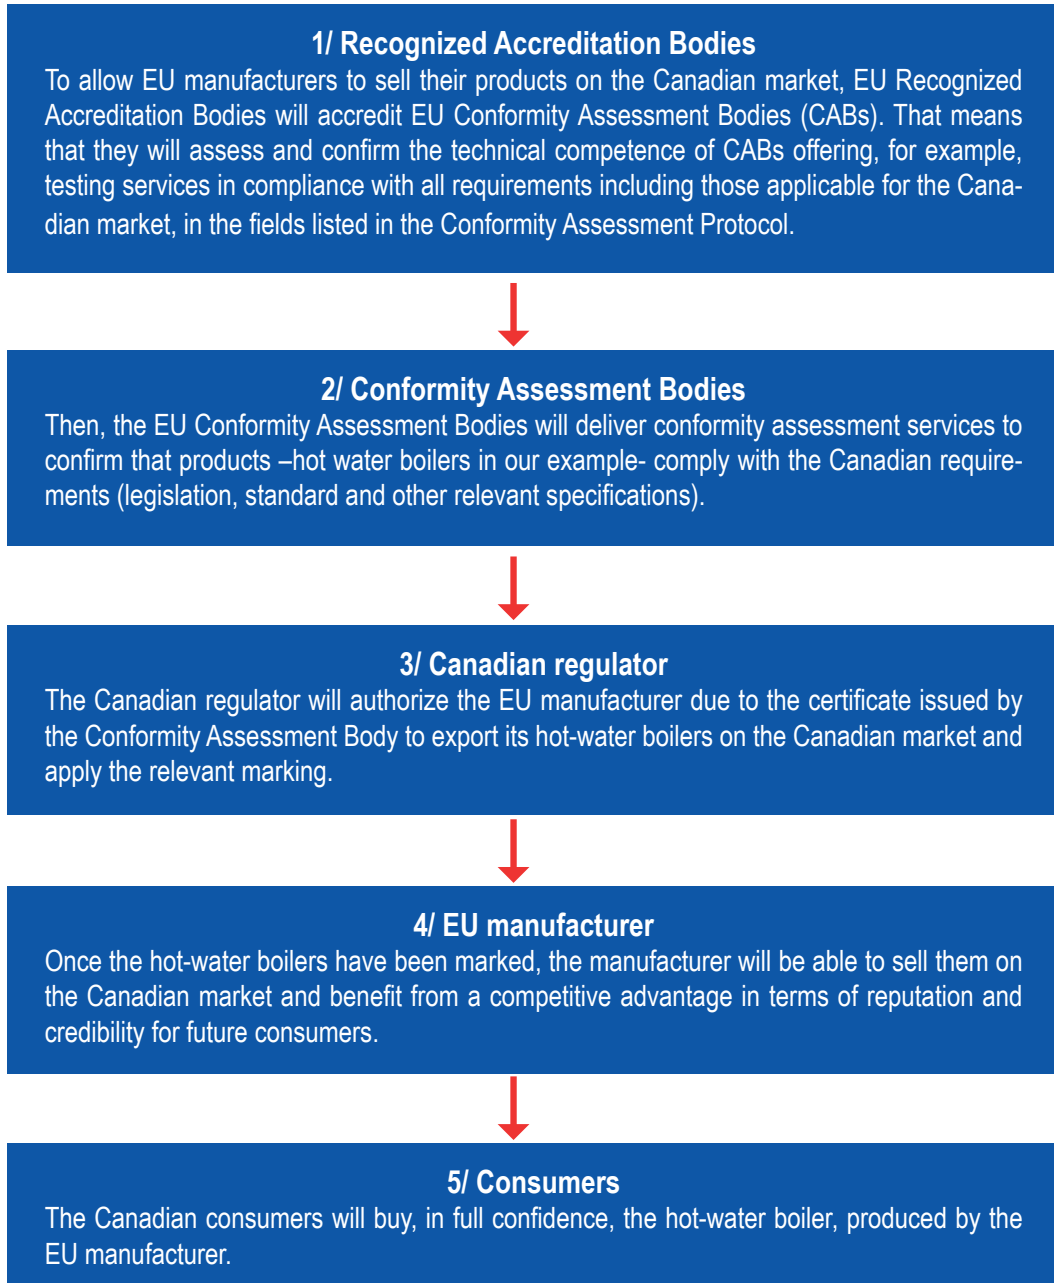 1/ Recognized Accreditation Bodies
To allow EU manufacturers to sell their products on the Canadian market, EU Recognized
Accreditation Bodies will accredit EU Conformity Assessment Bodies (CABs). That means
that they will assess and confirm the technical competence of CABs offering, for example,
testing services in compliance with all requirements including those applicable for the Cana-
dian market, in the fields listed in the Conformity Assessment Protocol.
2/ Conformity Assessment Bodies
Then, the EU Conformity Assessment Bodies will deliver conformity assessment services to
confirm that products –hot water boilers in our example- comply with the Canadian require-
ments (legislation, standard and other relevant specifications).
3/ Canadian regulator
The Canadian regulator will authorize the EU manufacturer due to the certificate issued by
the Conformity Assessment Body to export its hot-water boilers on the Canadian market and
apply the relevant marking.
4/ EU manufacturer
Once the hot-water boilers have been marked, the manufacturer will be able to sell them on
the Canadian market and benefit from a competitive advantage in terms of reputation and
credibility for future consumers.
5/ Consumers
The Canadian consumers will buy, in full confidence, the hot-water boiler, produced by the
EU manufacturer.